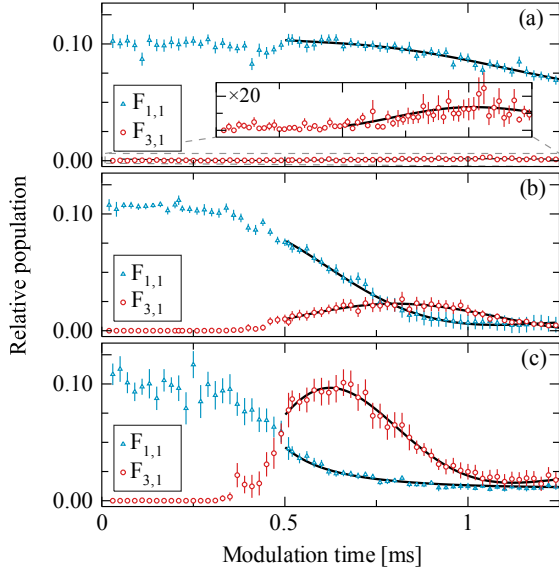 (a)
0.10
×20
F1,1
F3,1
0.00
(b)
0.10
F1,1
F3,1
0.00
(c)
0.10
F1,1
F3,1
0.00
Relative population
0 0.5 1
Modulation time [ms]